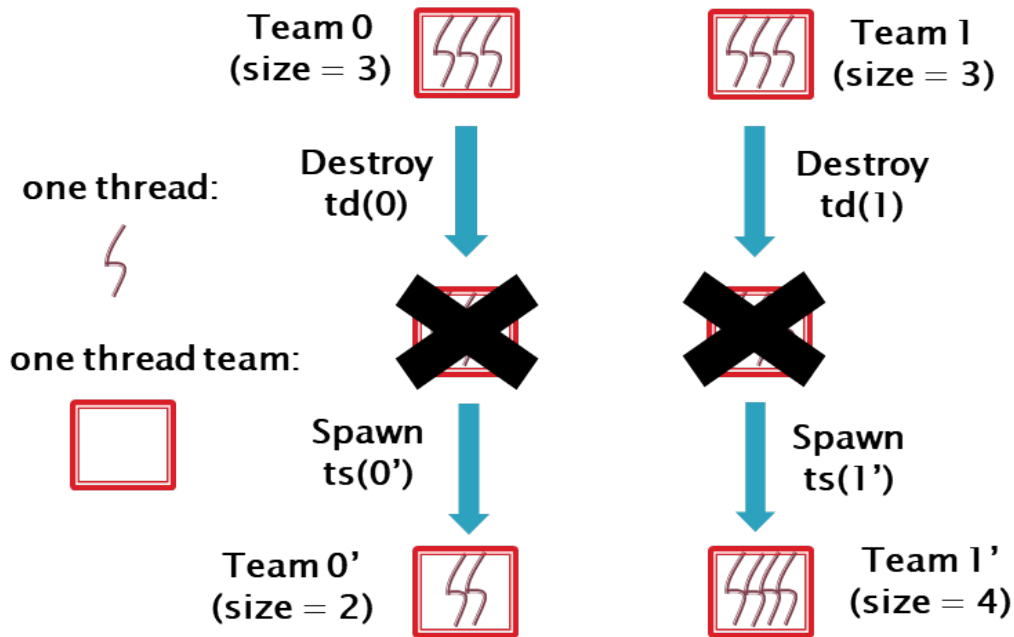 Team 0
(size = 3)
Team 1
(size = 3)
Destroy
td(0)
Destroy
td(1)
one thread:
one thread team:
Spawn
ts(0’)
Spawn
ts(1’)
Team 0’
(size = 2)
Team 1’
(size = 4)